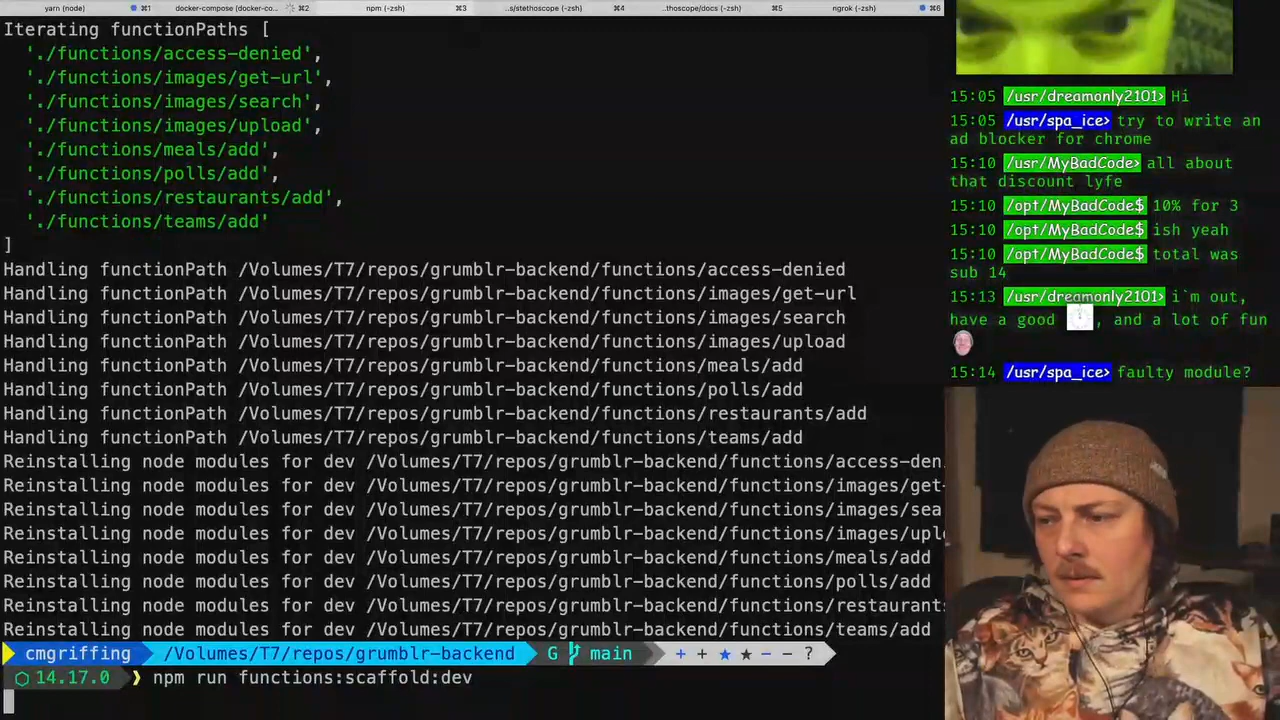 yarn (node)
⌘1
docker-compose (docker-co...
⌘2
npm (-zsh)
⌘3
..s/stethoscope (-zsh)
⌘4
..thoscope/docs (-zsh)
⌘5
ngrok (-zsh)
⌘6
Iterating functionPaths [
'./functions/access-denied',
'./functions/images/get-url',
'./functions/images/search',
'./functions/images/upload',
'./functions/meals/add',
'./functions/polls/add',
'./functions/restaurants/add',
'./functions/teams/add'
]
Handling functionPath /Volumes/T7/repos/grumblr-backend/functions/access-denied
Handling functionPath /Volumes/T7/repos/grumblr-backend/functions/images/get-url
Handling functionPath /Volumes/T7/repos/grumblr-backend/functions/images/search
Handling functionPath /Volumes/T7/repos/grumblr-backend/functions/images/upload
Handling functionPath /Volumes/T7/repos/grumblr-backend/functions/meals/add
Handling functionPath /Volumes/T7/repos/grumblr-backend/functions/polls/add
Handling functionPath /Volumes/T7/repos/grumblr-backend/functions/restaurants/add
Handling functionPath /Volumes/T7/repos/grumblr-backend/functions/teams/add
Reinstalling node modules for dev /Volumes/T7/repos/grumblr-backend/functions/access-den
Reinstalling node modules for dev /Volumes/T7/repos/grumblr-backend/functions/images/get-
Reinstalling node modules for dev /Volumes/T7/repos/grumblr-backend/functions/images/sea
Reinstalling node modules for dev /Volumes/T7/repos/grumblr-backend/functions/images/upl
Reinstalling node modules for dev /Volumes/T7/repos/grumblr-backend/functions/meals/add
Reinstalling node modules for dev /Volumes/T7/repos/grumblr-backend/functions/polls/add
Reinstalling node modules for dev /Volumes/T7/repos/grumblr-backend/functions/restaurants
Reinstalling node modules for dev /Volumes/T7/repos/grumblr-backend/functions/teams/add
cmgriffing /Volumes/T7/repos/grumblr-backend G main + + ★ ★ − − ?
14.17.0 ❯ npm run functions:scaffold:dev
15:05 /usr/dreamonly2101> Hi
15:05 /usr/spa_ice> try to write an
ad blocker for chrome
15:10 /usr/MyBadCode> all about
that discount lyfe
15:10 /opt/MyBadCode$ 10% for 3
15:10 /opt/MyBadCode$ ish yeah
15:10 /opt/MyBadCode$ total was
sub 14
15:13 /usr/dreamonly2101> i`m out,
have a good , and a lot of fun
15:14 /usr/spa_ice> faulty module?